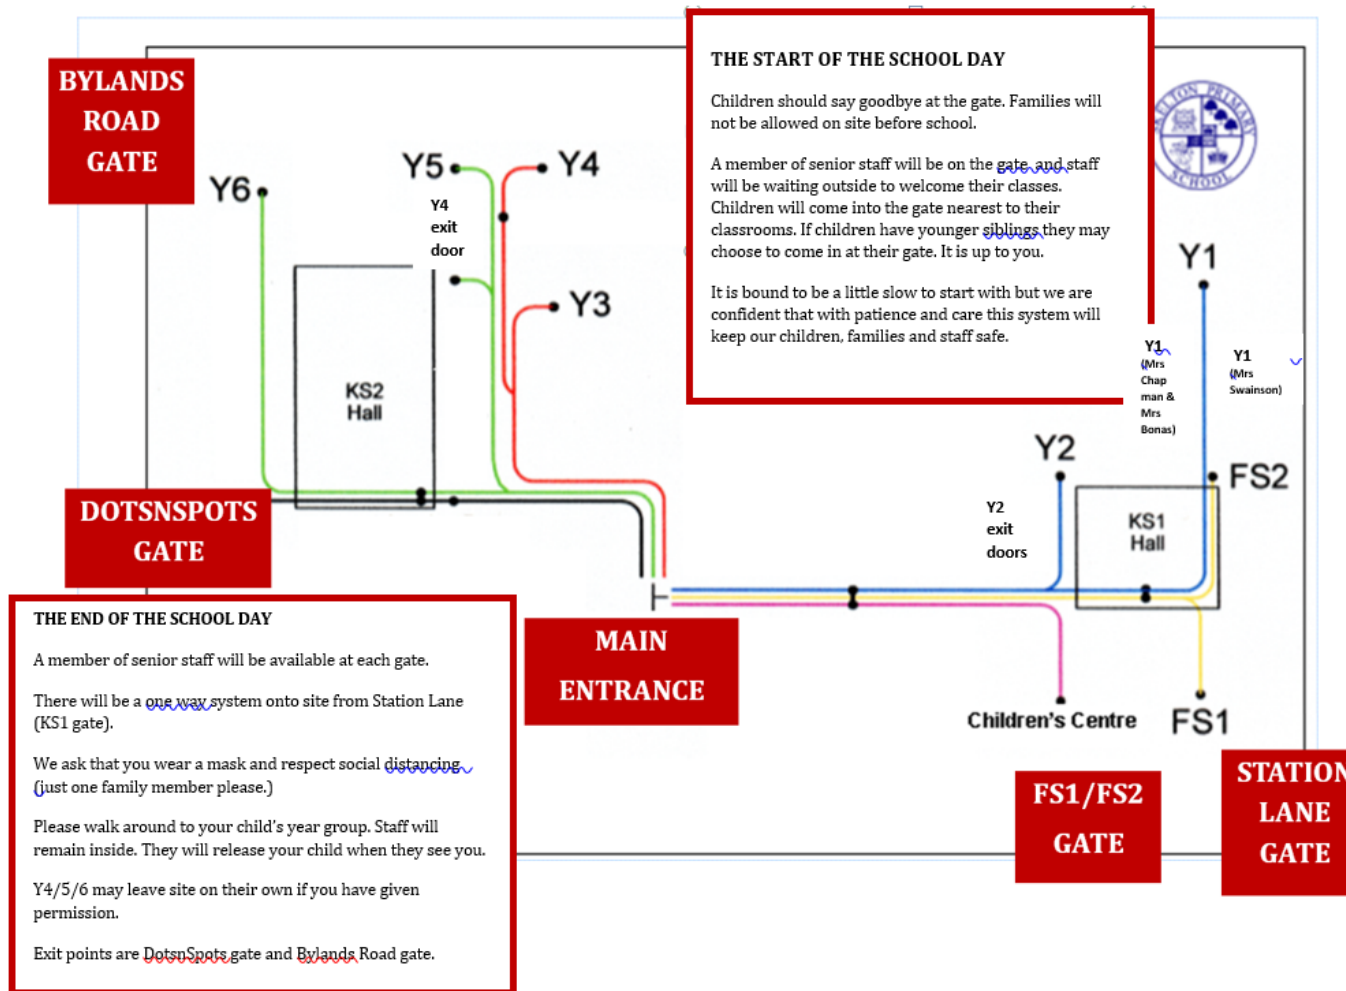 BYLANDS
ROAD
GATE
THE START OF THE SCHOOL DAY
Children should say goodbye at the gate. Families will
not be allowed on site before school.
A member of senior staff will be on the gate, and staff
will be waiting outside to welcome their classes.
Children will come into the gate nearest to their
classrooms. If children have younger siblings they may
choose to come in at their gate. It is up to you.
It is bound to be a little slow to start with but we are
confident that with patience and care this system will
keep our children, families and staff safe.
SKELTON PRIMARY
SCHOOL
Y6
Y5
Y4
Y4
exit
door
Y3
KS2
Hall
Y1
Y1
(Mrs
Chap
man &
Mrs
Bonas)
Y1
(Mrs
Swainson)
Y2
FS2
Y2
exit
doors
KS1
Hall
DOTSNSPOTS
GATE
MAIN
ENTRANCE
Children's Centre
FS1
THE END OF THE SCHOOL DAY
A member of senior staff will be available at each gate.
There will be a one way system onto site from Station Lane
(KS1 gate).
We ask that you wear a mask and respect social distancing
(just one family member please.)
Please walk around to your child's year group. Staff will
remain inside. They will release your child when they see you.
Y4/5/6 may leave site on their own if you have given
permission.
Exit points are DotsnSpots gate and Bylands Road gate.
FS1/FS2
GATE
STATION
LANE
GATE